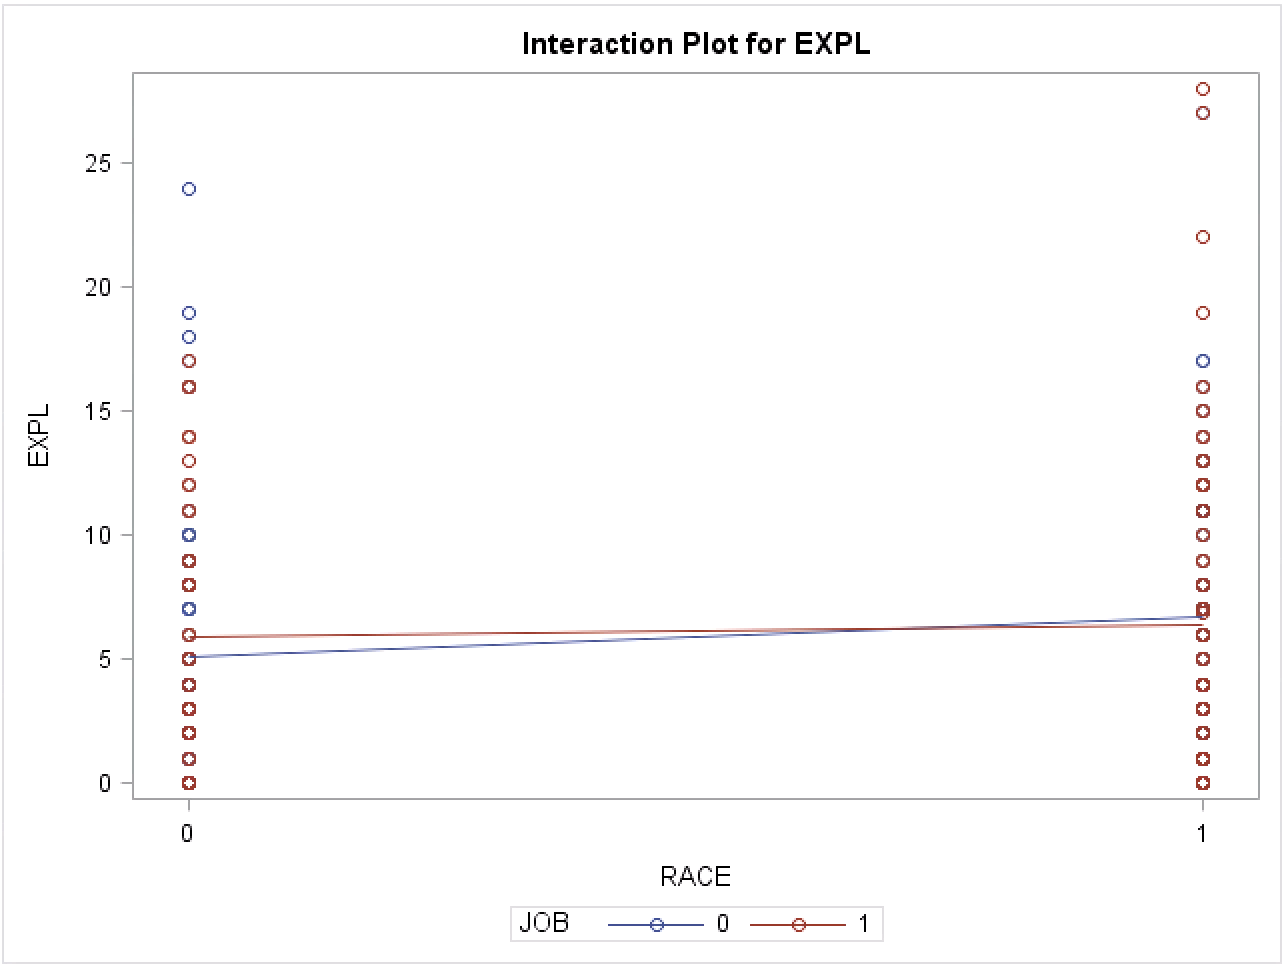 Interaction Plot for EXPL
25
20
15
10
5
0
EXPL
0 1
RACE
JOB 0 1